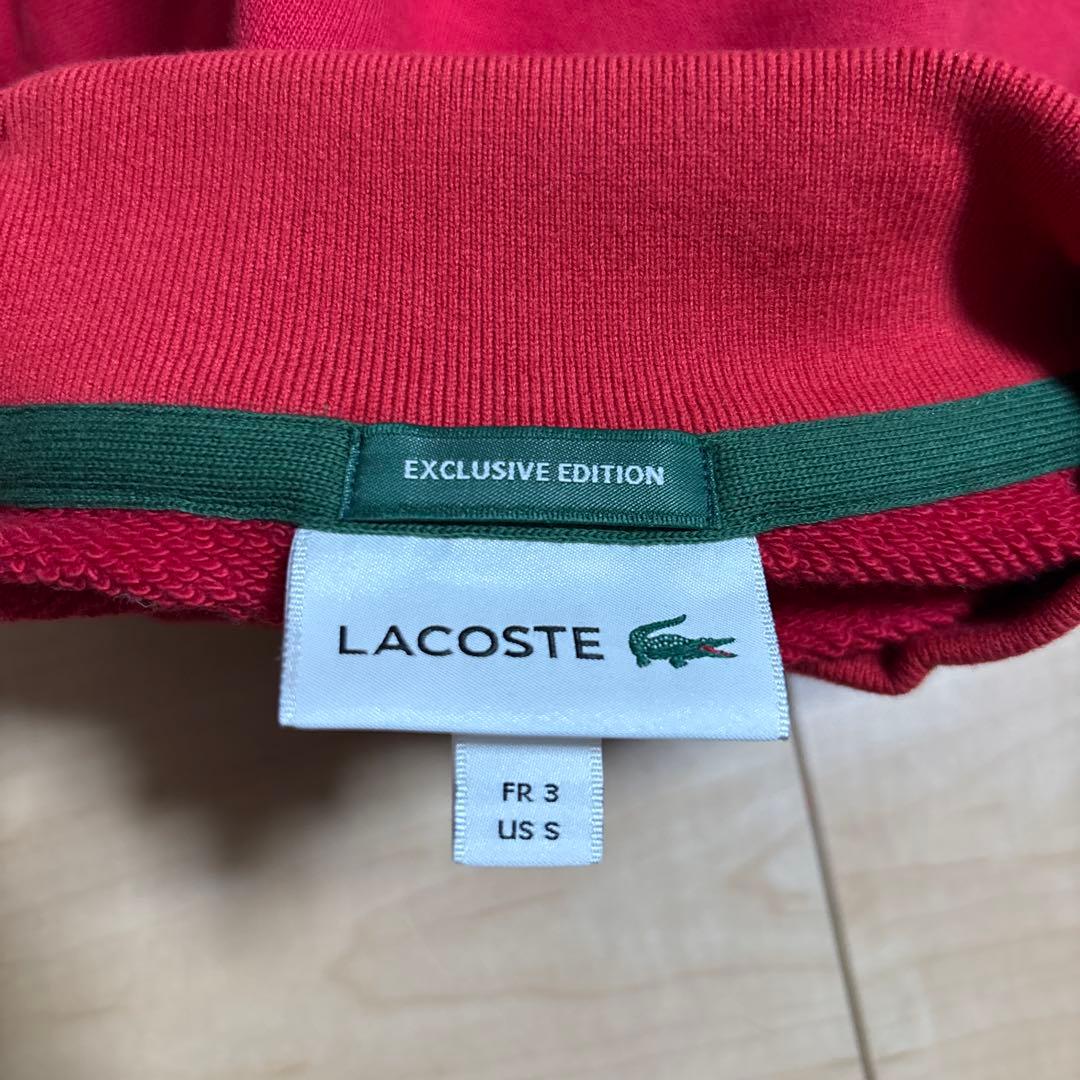 EXCLUSIVE EDITION
LACOSTE
FR 3
US S